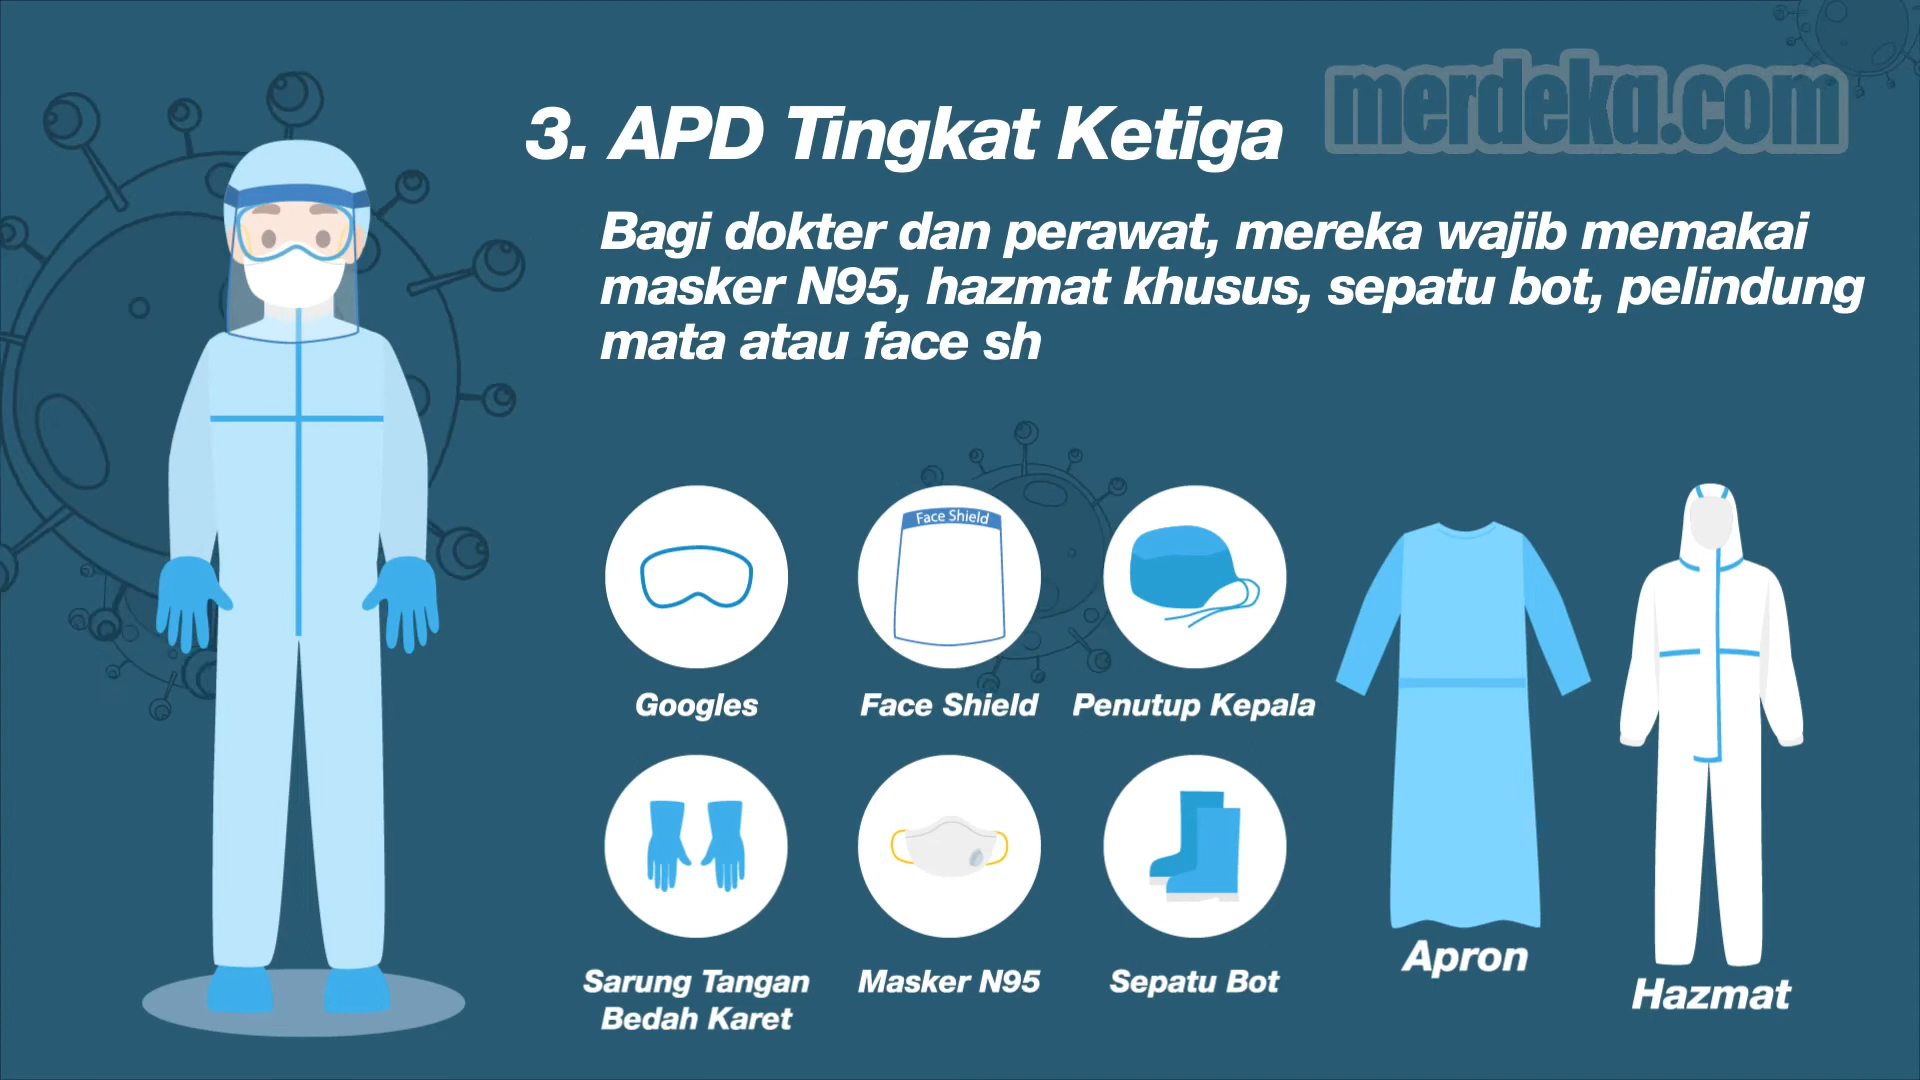 merdeka.com
3. APD Tingkat Ketiga
Bagi dokter dan perawat, mereka wajib memakai
masker N95, hazmat khusus, sepatu bot, pelindung
mata atau face sh
Face Shield
Googles
Face Shield
Penutup Kepala
Sarung Tangan
Bedah Karet
Masker N95
Sepatu Bot
Apron
Hazmat